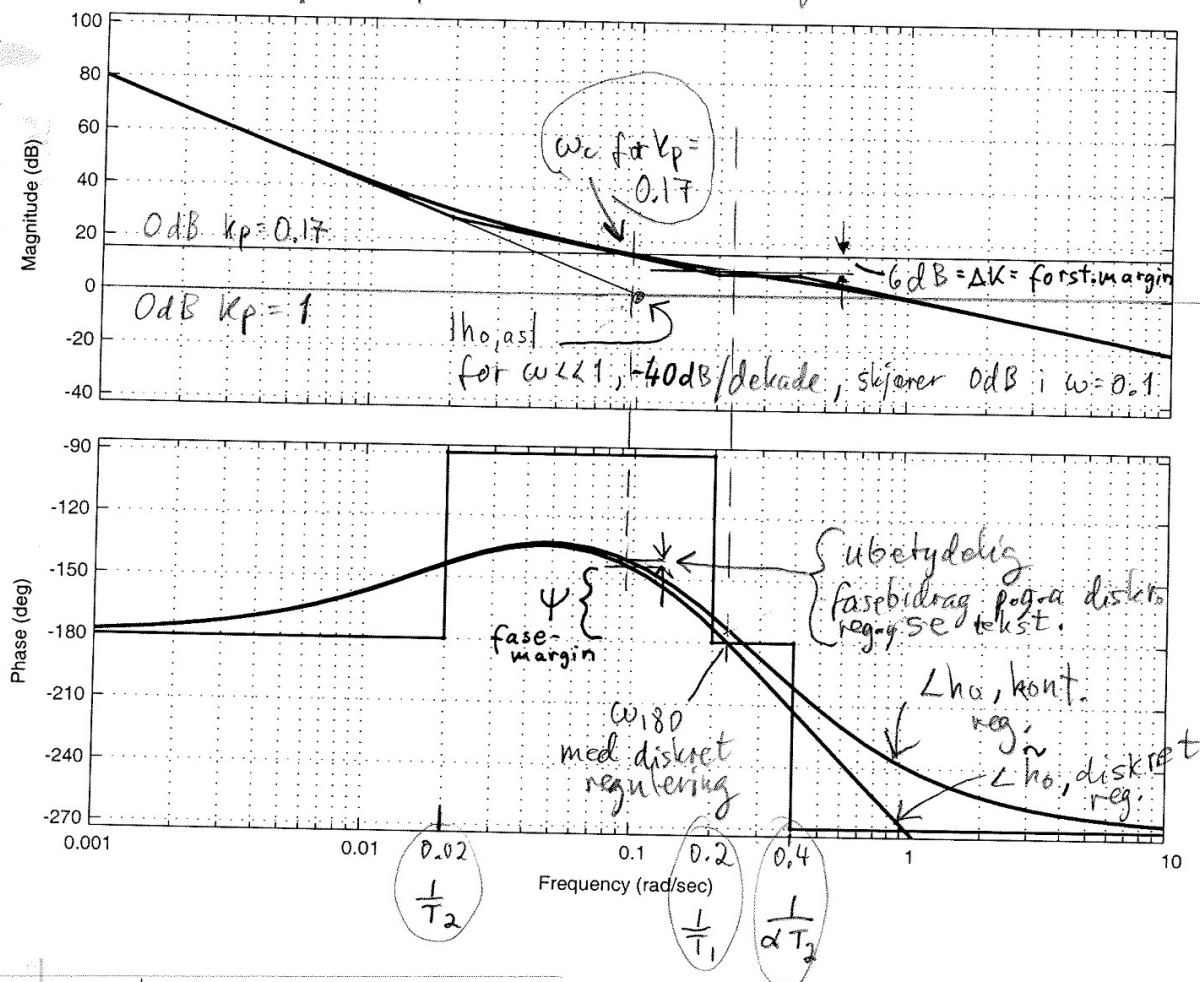 100
80
60
40
20
0
-20
-40
Magnitude (dB)
ωc for Kp =
0.17
0dB Kp = 0.17
0dB Kp = 1
6dB = ΔK = forst.margin
|ho,as|
for ω<<1, -40dB/dekade, skjærer 0dB i ω=0.1
-90
-120
-150
-180
-210
-240
-270
Phase (deg)
ψ
fase-
margin
ubetydelig
fasebidrag p.g.a diskr.
reg., se tekst.
ω180
med diskret
regulering
∠ho, kont.
reg.
∠ho, diskret
reg.
0.001
0.01
0.1
1
10
0.02
0.2
0.4
Frequency (rad/sec)
1/T2
1/T1
1/αT2